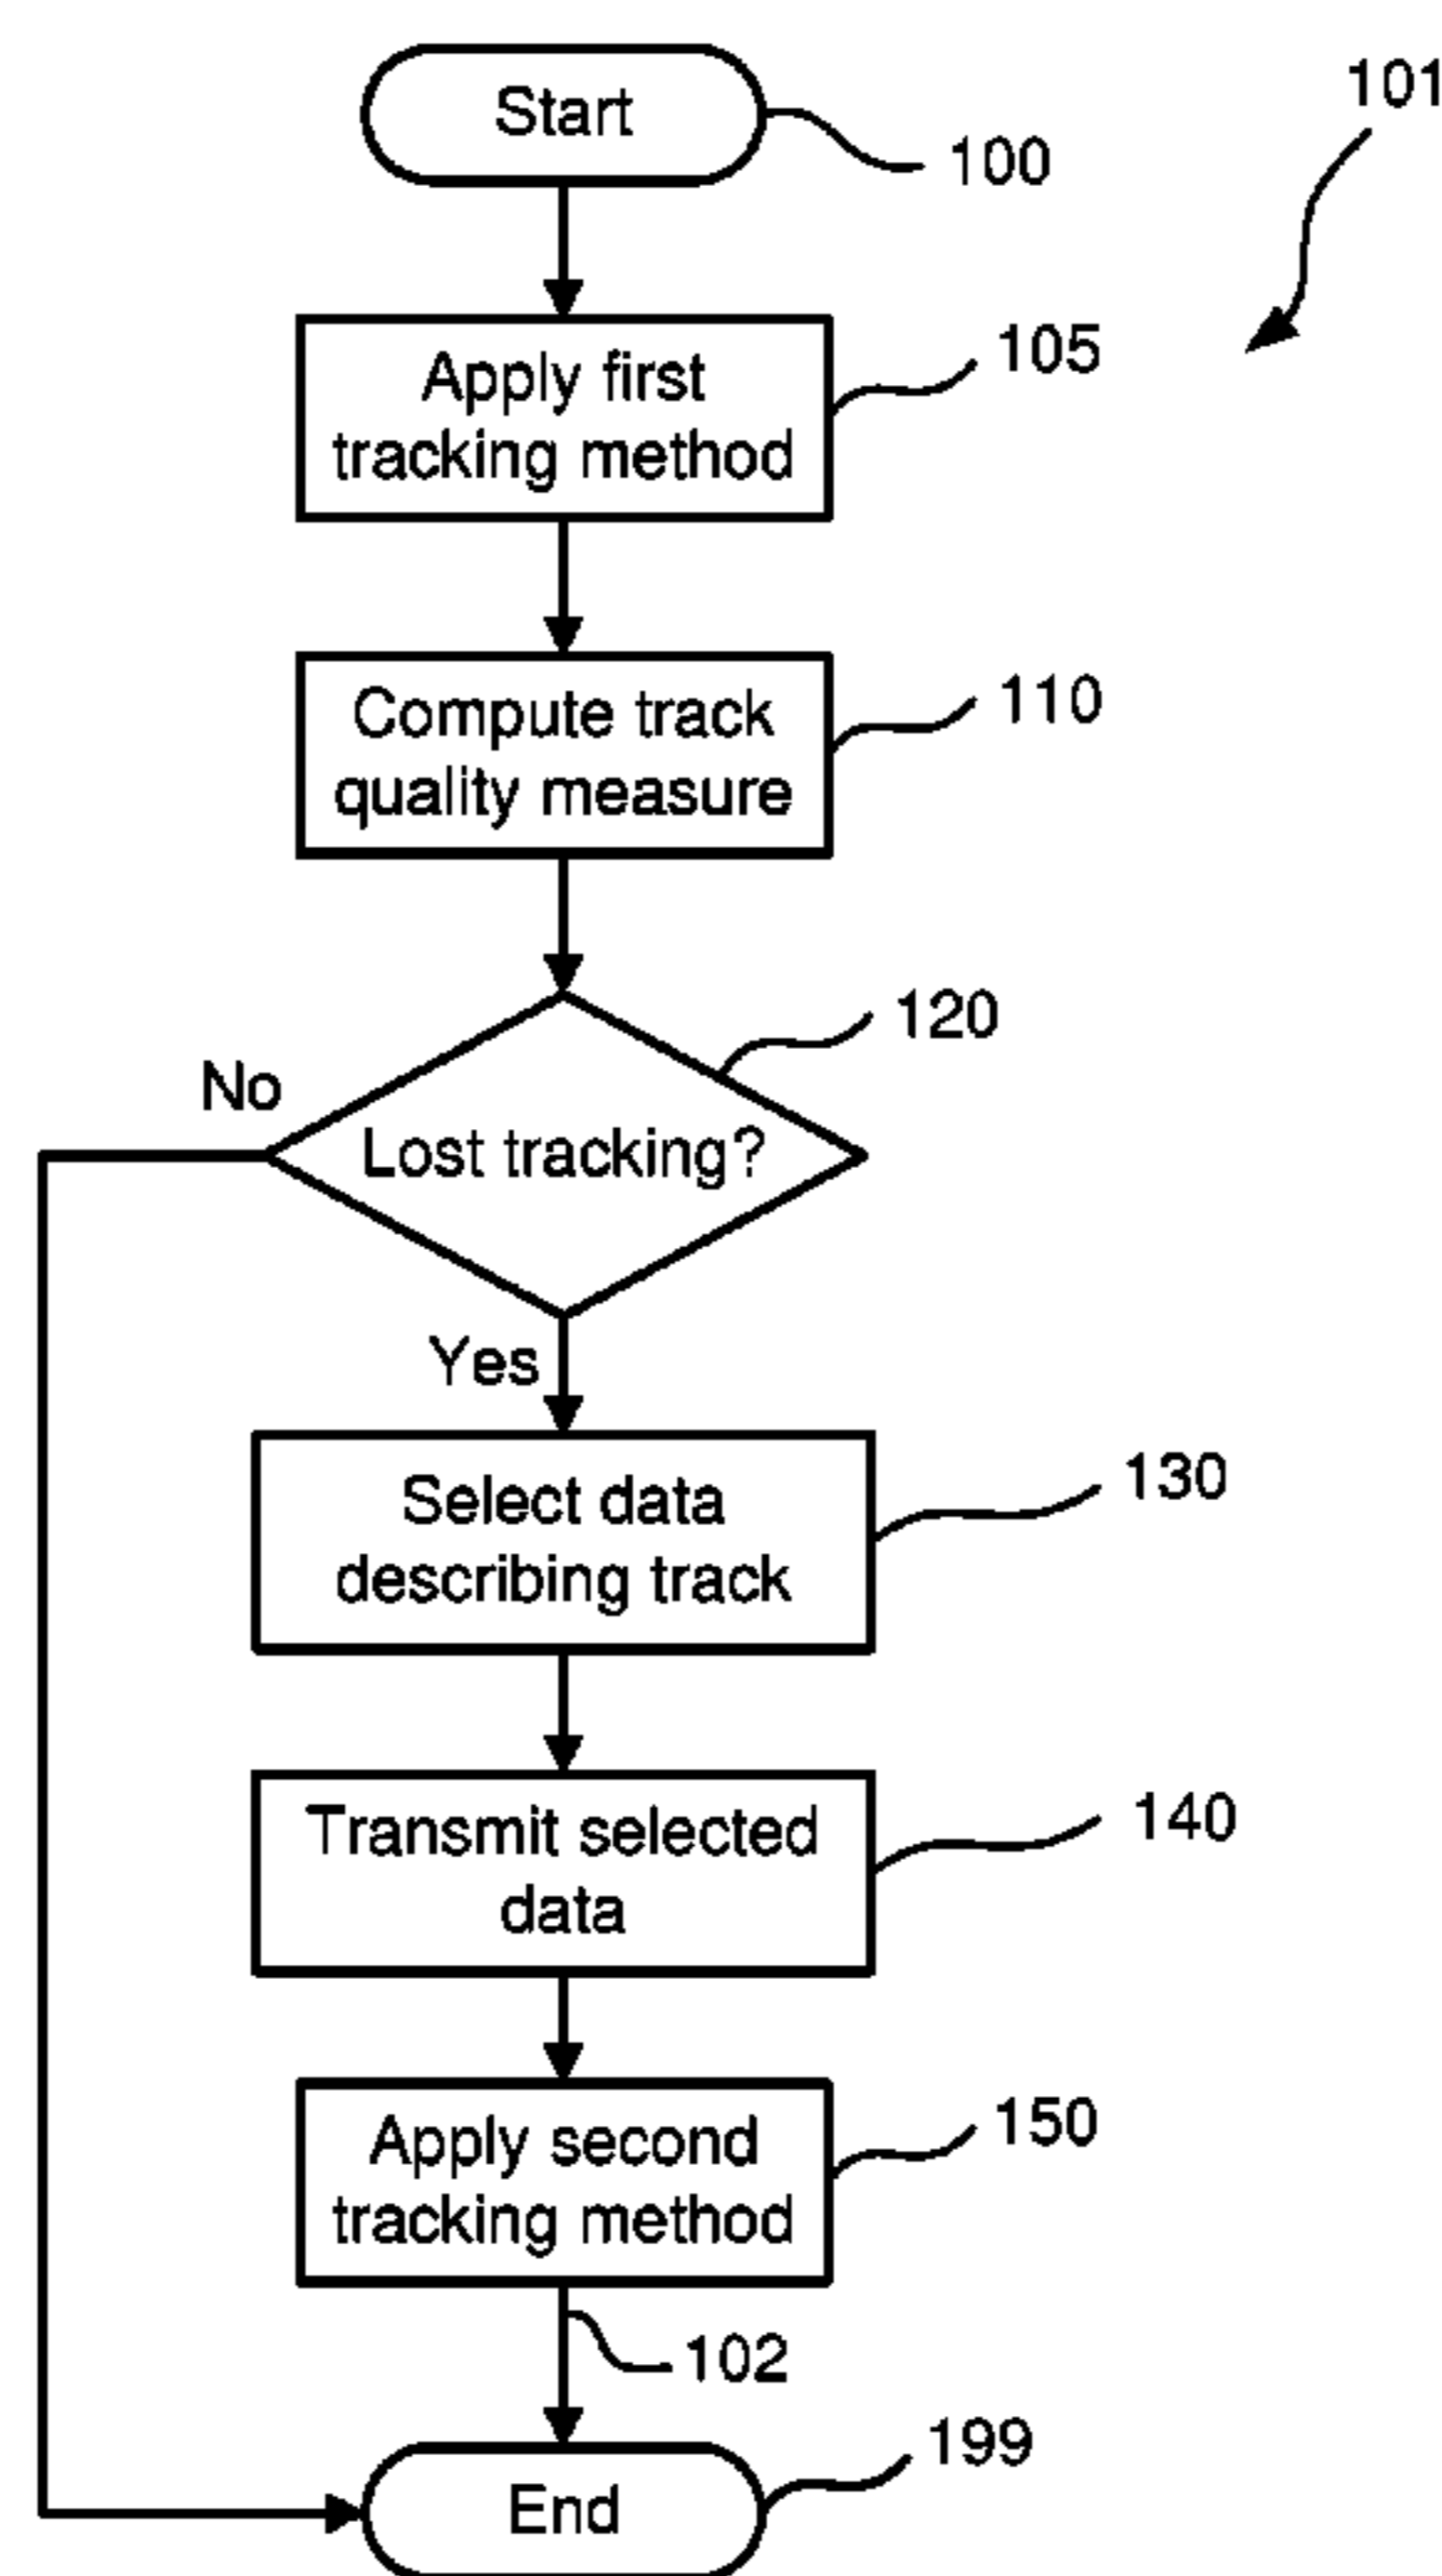 Start
100
101
Apply first
tracking method
105
Compute track
quality measure
110
120
No
Lost tracking?
Yes
Select data
describing track
130
Transmit selected
data
140
Apply second
tracking method
150
102
199
End